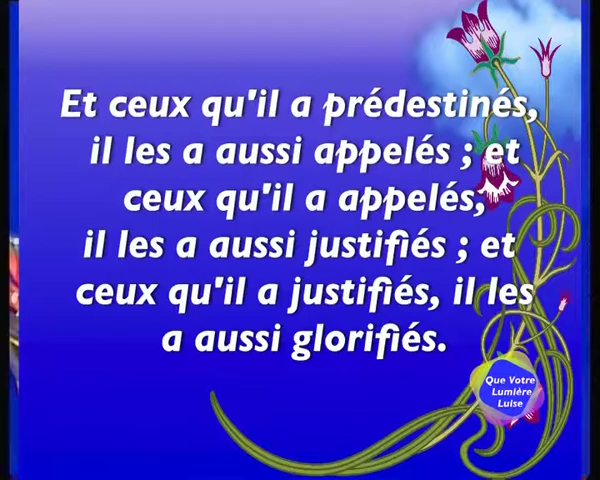 Et ceux qu'il a prédestinés,
il les a aussi appelés ; et
ceux qu'il a appelés,
il les a aussi justifiés ; et
ceux qu'il a justifiés, il les
a aussi glorifiés.
Que Votre
Lumière
Luise